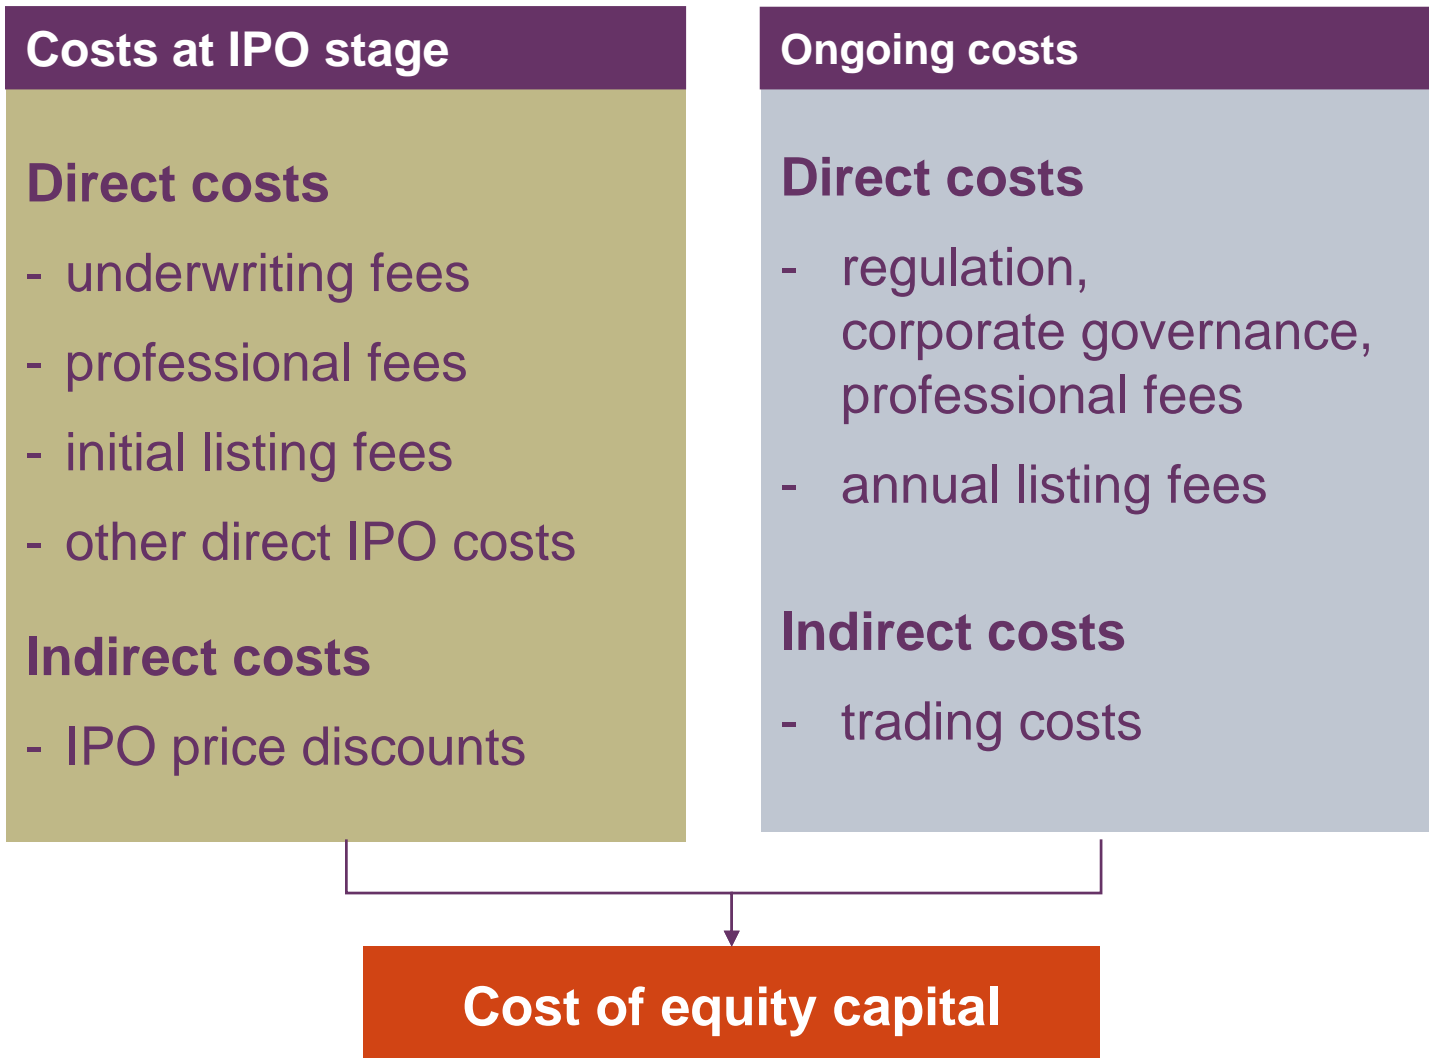 Costs at IPO stage
Direct costs
- underwriting fees
- professional fees
- initial listing fees
- other direct IPO costs
Indirect costs
- IPO price discounts
Ongoing costs
Direct costs
- regulation,
corporate governance,
professional fees
- annual listing fees
Indirect costs
- trading costs
Cost of equity capital